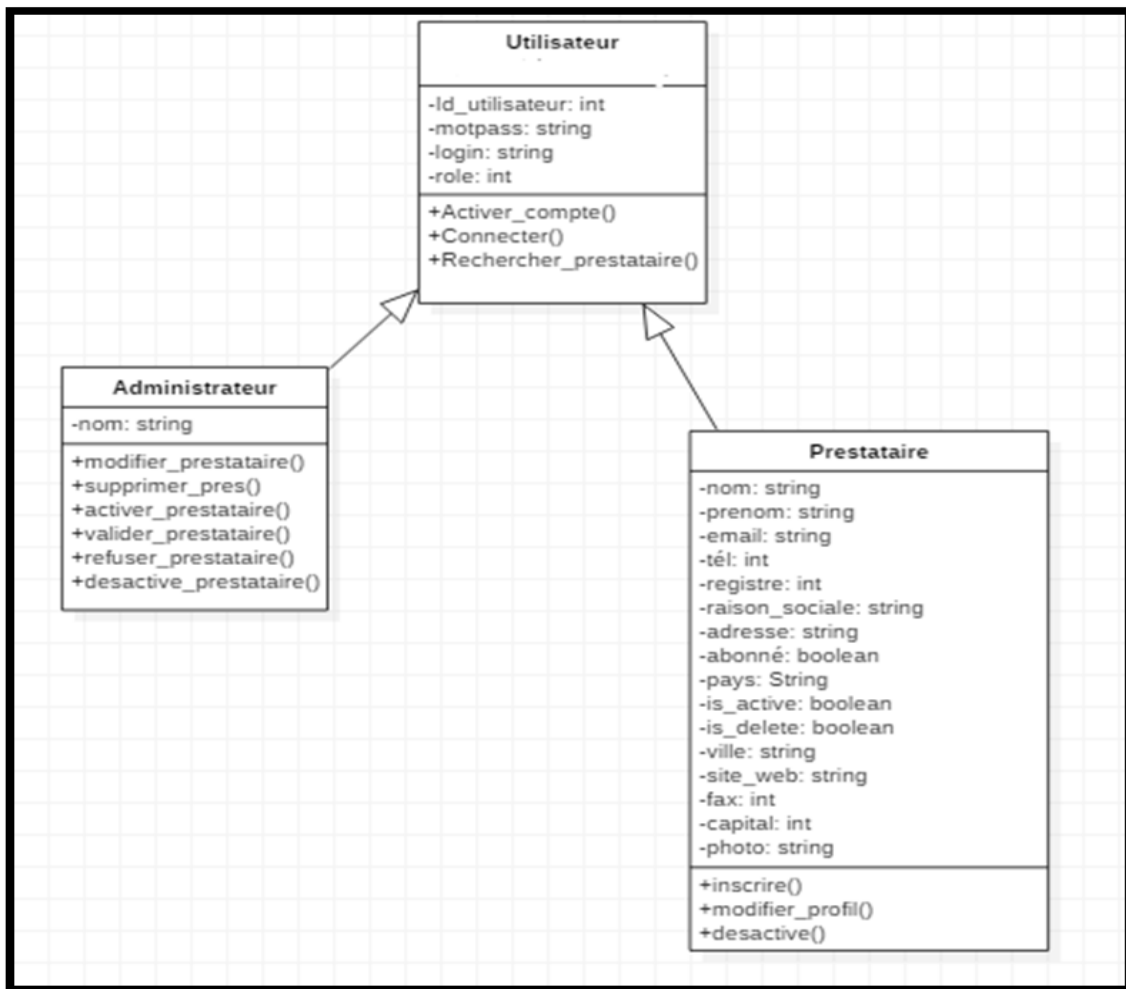 Utilisateur
-Id_utilisateur: int
-motpass: string
-login: string
-role: int
+Activer_compte()
+Connecter()
+Rechercher_prestataire()
Administrateur
-nom: string
+modifier_prestataire()
+supprimer_pres()
+activer_prestataire()
+valider_prestataire()
+refuser_prestataire()
+desactive_prestataire()
Prestataire
-nom: string
-prenom: string
-email: string
-tél: int
-registre: int
-raison_sociale: string
-adresse: string
-abonné: boolean
-pays: String
-is_active: boolean
-is_delete: boolean
-ville: string
-site_web: string
-fax: int
-capital: int
-photo: string
+inscrire()
+modifier_profil()
+desactive()